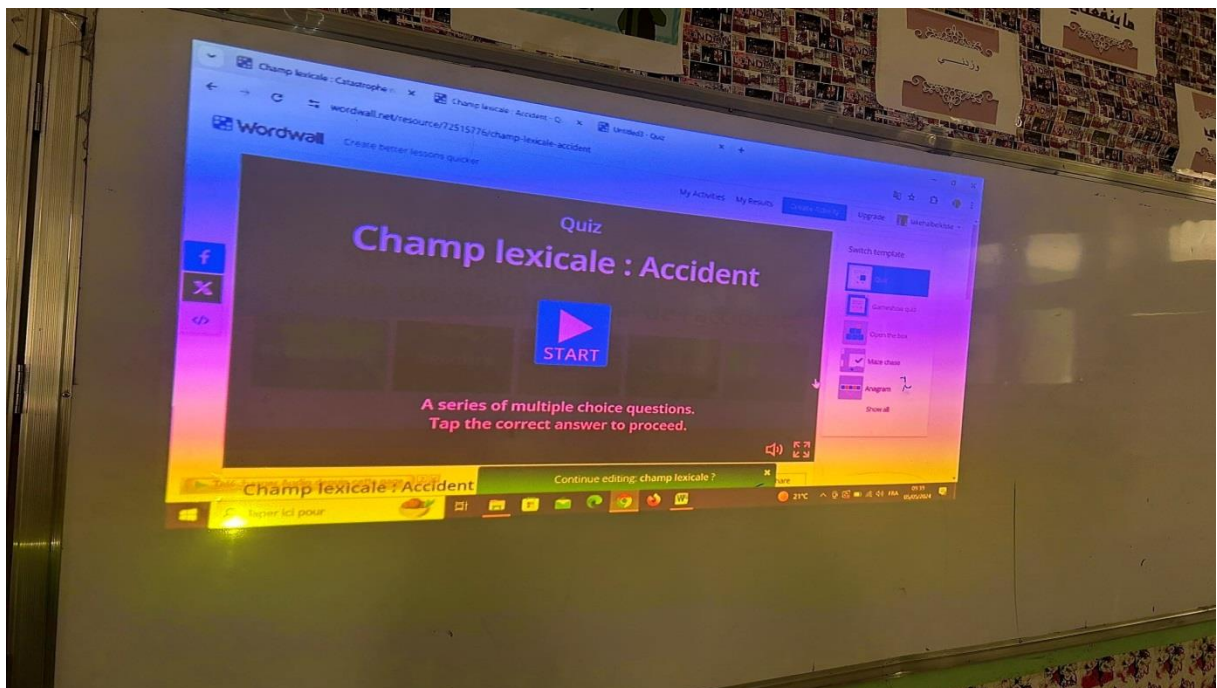 وزدنــي
Champ lexicale : Catastrophe
Champ lexicale : Accident - Q
Untitled3 - Quiz
wordwall.net/resource/72515776/champ-lexicale-accident
Wordwall
Create better lessons quicker
My Activities
My Results
Create Activity
Upgrade
Quiz
Champ lexicale : Accident
START
A series of multiple choice questions.
Tap the correct answer to proceed.
Switch template
Quiz
Gameshow quiz
Open the box
Maze chase
Anagram
Show all
Champ lexicale : Accident
Continue editing: champ lexicale ?
Taper ici pour
21°C
FRA